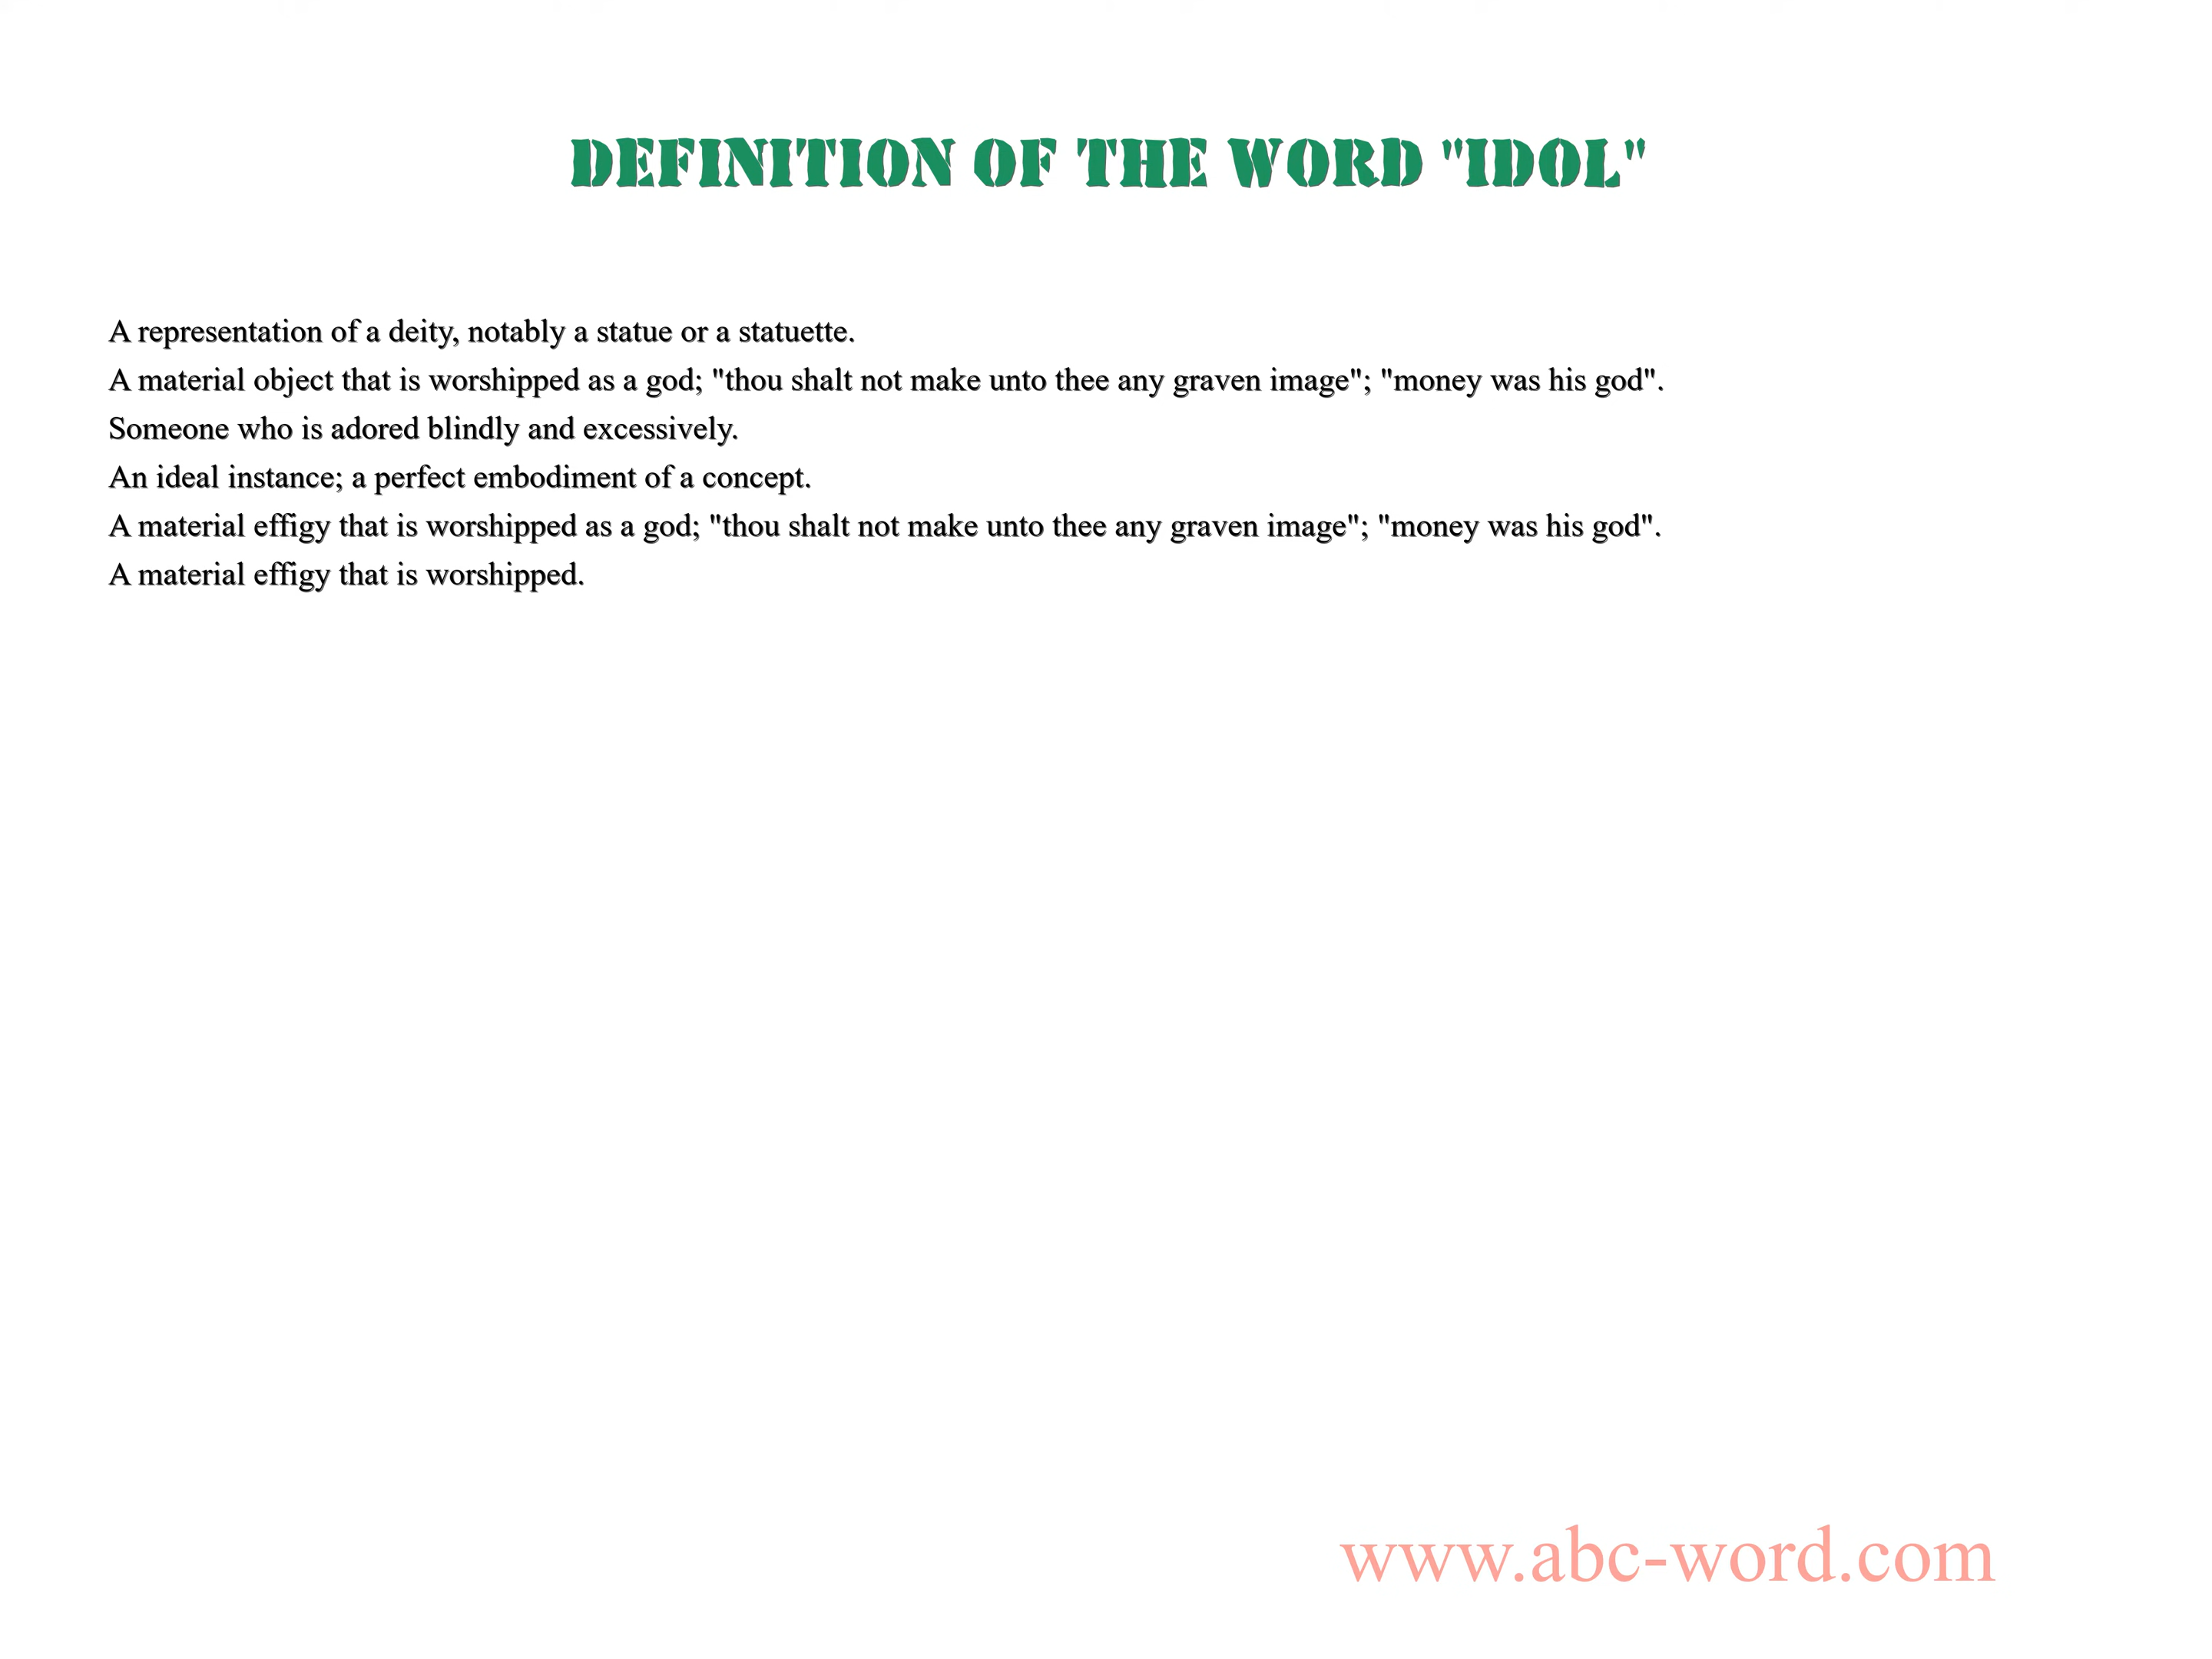 DEFINITION OF THE WORD "IDOL"
A representation of a deity, notably a statue or a statuette.
A material object that is worshipped as a god; "thou shalt not make unto thee any graven image"; "money was his god".
Someone who is adored blindly and excessively.
An ideal instance; a perfect embodiment of a concept.
A material effigy that is worshipped as a god; "thou shalt not make unto thee any graven image"; "money was his god".
A material effigy that is worshipped.
www.abc-word.com